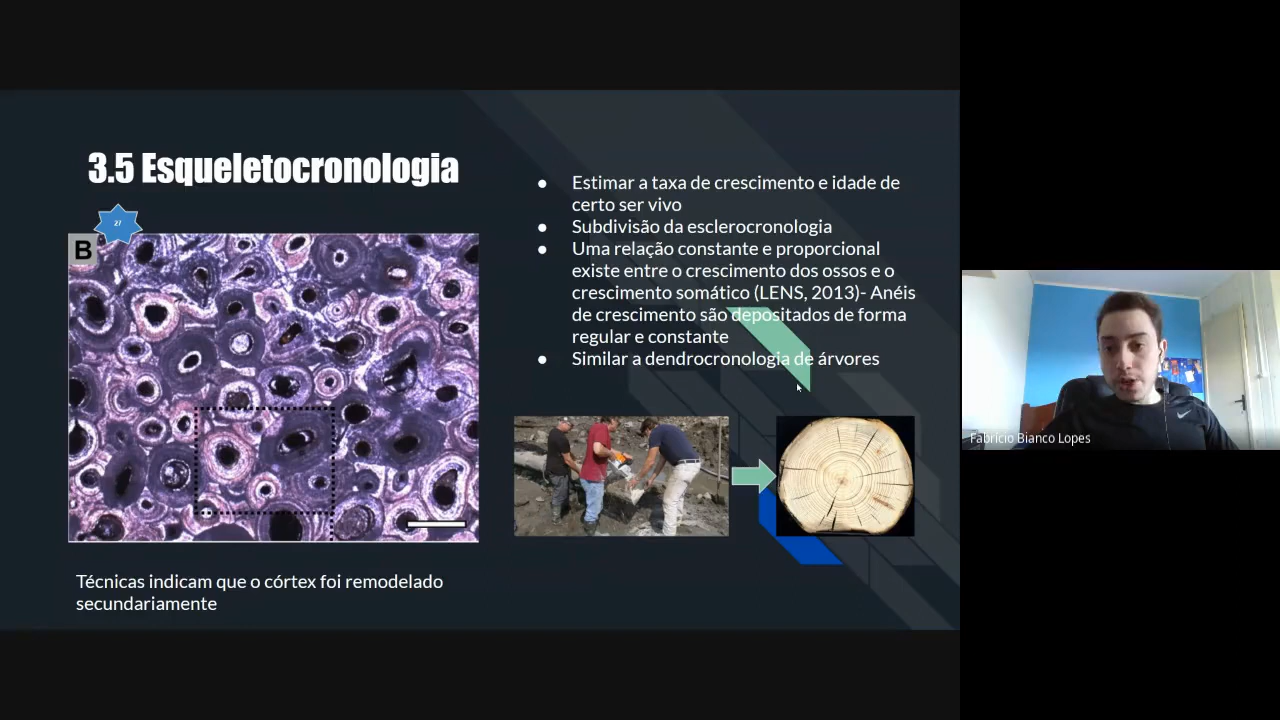 3.5 Esqueletocronologia
27
B
Técnicas indicam que o córtex foi remodelado
secundariamente
● Estimar a taxa de crescimento e idade de
certo ser vivo
● Subdivisão da esclerocronologia
● Uma relação constante e proporcional
existe entre o crescimento dos ossos e o
crescimento somático (LENS, 2013)- Anéis
de crescimento são depositados de forma
regular e constante
● Similar a dendrocronologia de árvores
Fabricio Bianco Lopes